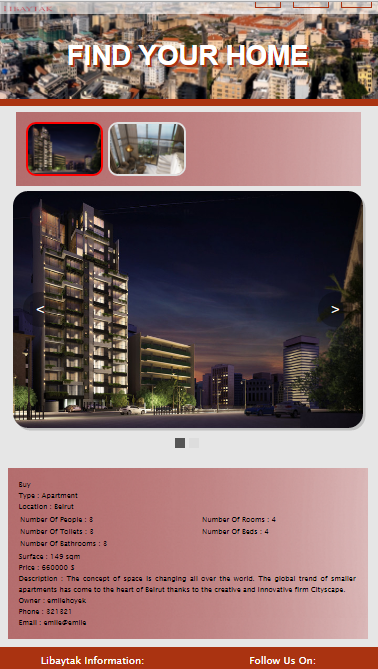 LIBAYTAK
FIND YOUR HOME
<
>
Buy
Type : Apartment
Location : Beirut
Number Of People : 8 Number Of Rooms : 4
Number Of Toilets : 3 Number Of Beds : 4
Number Of Bathrooms : 3
Surface : 149 sqm
Price : 660000 $
Description : The concept of space is changing all over the world. The global trend of smaller
apartments has come to the heart of Beirut thanks to the creative and innovative firm Cityscape.
Owner : emilehoyek
Phone : 321321
Email : emile@emile
Libaytak Information: Follow Us On: